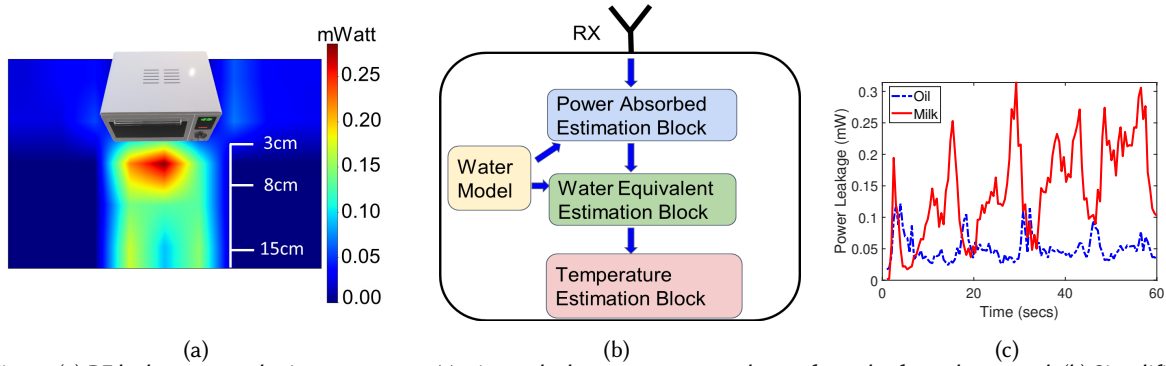 mWatt
0.25
0.20
0.15
0.10
0.05
0.00
3cm
8cm
15cm
(a)
RX
Power Absorbed
Estimation Block
Water
Model
Water Equivalent
Estimation Block
Temperature
Estimation Block
(b)
Oil
Milk
Power Leakage (mW)
0.3
0.25
0.2
0.15
0.1
0.05
0
0
20
40
60
Time (secs)
(c)